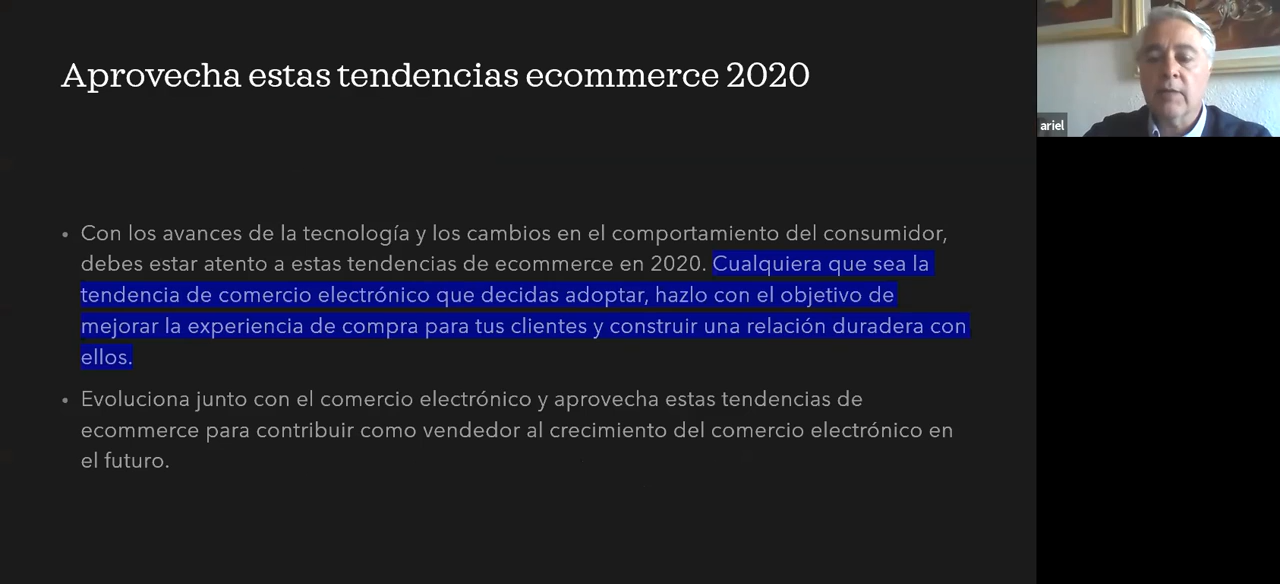 Aprovecha estas tendencias ecommerce 2020
ariel
• Con los avances de la tecnología y los cambios en el comportamiento del consumidor,
debes estar atento a estas tendencias de ecommerce en 2020. Cualquiera que sea la
tendencia de comercio electrónico que decidas adoptar, hazlo con el objetivo de
mejorar la experiencia de compra para tus clientes y construir una relación duradera con
ellos.
• Evoluciona junto con el comercio electrónico y aprovecha estas tendencias de
ecommerce para contribuir como vendedor al crecimiento del comercio electrónico en
el futuro.